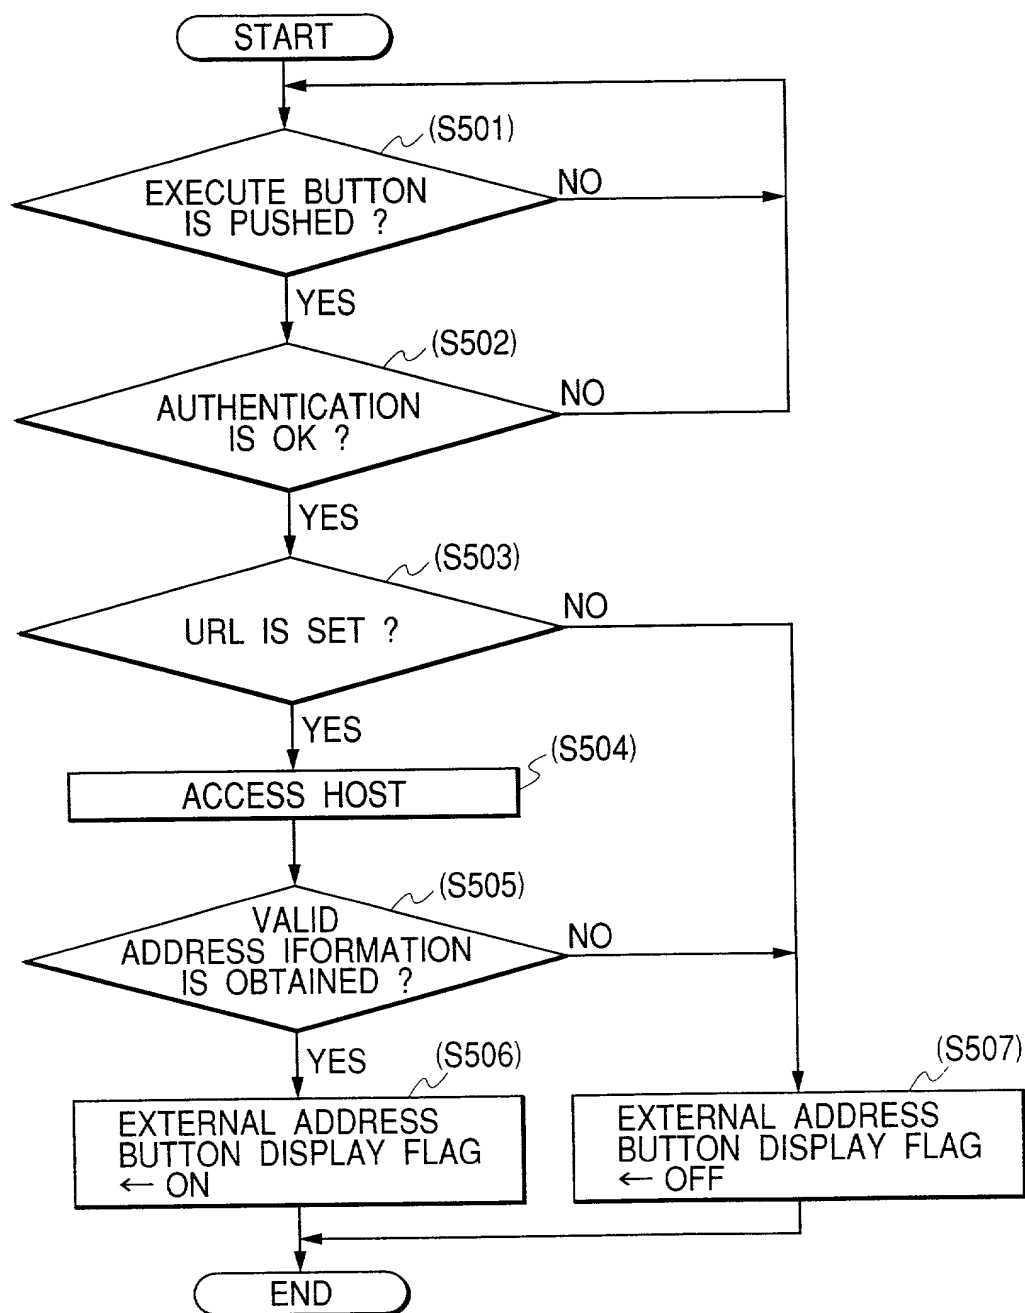 START
(S501)
EXECUTE BUTTON
IS PUSHED ?
NO
YES
(S502)
AUTHENTICATION
IS OK ?
NO
YES
(S503)
URL IS SET ?
NO
YES
(S504)
ACCESS HOST
(S505)
VALID
ADDRESS IFORMATION
IS OBTAINED ?
NO
YES
(S506)
EXTERNAL ADDRESS
BUTTON DISPLAY FLAG
← ON
(S507)
EXTERNAL ADDRESS
BUTTON DISPLAY FLAG
← OFF
END